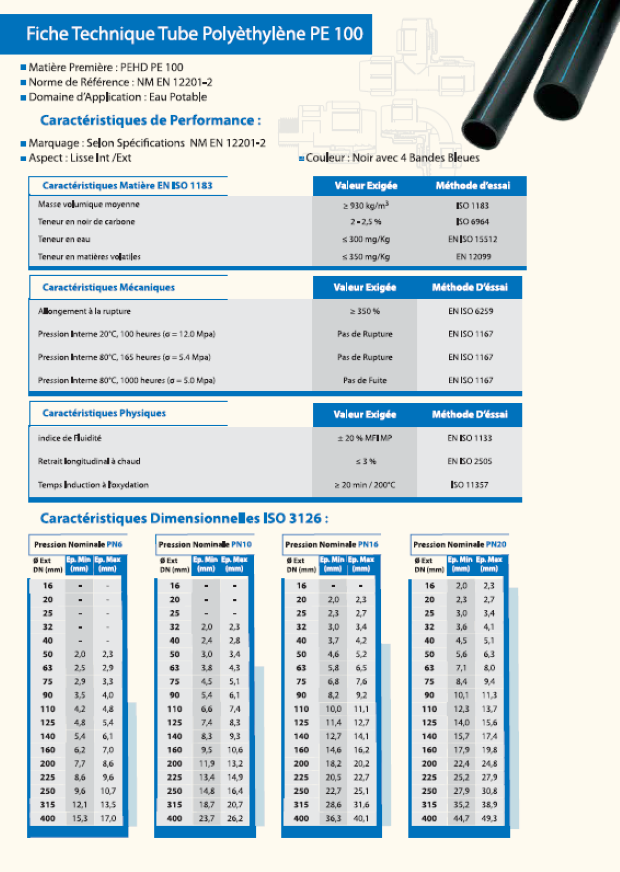 Fiche Technique Tube Polyèthylène PE 100
Matière Première : PEHD PE 100
Norme de Référence : NM EN 12201-2
Domaine d'Application : Eau Potable
Caractéristiques de Performance :
Marquage : Selon Spécifications NM EN 12201-2
Aspect : Lisse Int /Ext
Couleur : Noir avec 4 Bandes Bleues
Caractéristiques Matière EN ISO 1183 Valeur Exigée Méthode d'essai
Masse volumique moyenne ≥ 930 kg/m³ ISO 1183
Teneur en noir de carbone 2 - 2,5 % ISO 6964
Teneur en eau ≤ 300 mg/Kg EN ISO 15512
Teneur en matières volatiles ≤ 350 mg/Kg EN 12099
Caractéristiques Mécaniques Valeur Exigée Méthode D'éssai
Allongement à la rupture ≥ 350 % EN ISO 6259
Pression Interne 20°C, 100 heures (σ = 12.0 Mpa) Pas de Rupture EN ISO 1167
Pression Interne 80°C, 165 heures (σ = 5.4 Mpa) Pas de Rupture EN ISO 1167
Pression Interne 80°C, 1000 heures (σ = 5.0 Mpa) Pas de Fuite EN ISO 1167
Caractéristiques Physiques Valeur Exigée Méthode D'éssai
indice de Fluidité ± 20 % MFI MP EN ISO 1133
Retrait longitudinal à chaud ≤ 3 % EN ISO 2505
Temps Induction à l'oxydation ≥ 20 min / 200°C ISO 11357
Caractéristiques Dimensionnelles ISO 3126 :
Pression Nominale PN6
Ø Ext Ep. Min Ep. Max
DN (mm) (mm) (mm)
16 - -
20 - -
25 - -
32 - -
40 - -
50 2,0 2,3
63 2,5 2,9
75 2,9 3,3
90 3,5 4,0
110 4,2 4,8
125 4,8 5,4
140 5,4 6,1
160 6,2 7,0
200 7,7 8,6
225 8,6 9,6
250 9,6 10,7
315 12,1 13,5
400 15,3 17,0
Pression Nominale PN10
Ø Ext Ep. Min Ep. Max
DN (mm) (mm) (mm)
16 - -
20 - -
25 - -
32 2,0 2,3
40 2,4 2,8
50 3,0 3,4
63 3,8 4,3
75 4,5 5,1
90 5,4 6,1
110 6,6 7,4
125 7,4 8,3
140 8,3 9,3
160 9,5 10,6
200 11,9 13,2
225 13,4 14,9
250 14,8 16,4
315 18,7 20,7
400 23,7 26,2
Pression Nominale PN16
Ø Ext Ep. Min Ep. Max
DN (mm) (mm) (mm)
16 - -
20 2,0 2,3
25 2,3 2,7
32 3,0 3,4
40 3,7 4,2
50 4,6 5,2
63 5,8 6,5
75 6,8 7,6
90 8,2 9,2
110 10,0 11,1
125 11,4 12,7
140 12,7 14,1
160 14,6 16,2
200 18,2 20,2
225 20,5 22,7
250 22,7 25,1
315 28,6 31,6
400 36,3 40,1
Pression Nominale PN20
Ø Ext Ep. Min Ep. Max
DN (mm) (mm) (mm)
16 2,0 2,3
20 2,3 2,7
25 3,0 3,4
32 3,6 4,1
40 4,5 5,1
50 5,6 6,3
63 7,1 8,0
75 8,4 9,4
90 10,1 11,3
110 12,3 13,7
125 14,0 15,6
140 15,7 17,4
160 17,9 19,8
200 22,4 24,8
225 25,2 27,9
250 27,9 30,8
315 35,2 38,9
400 44,7 49,3